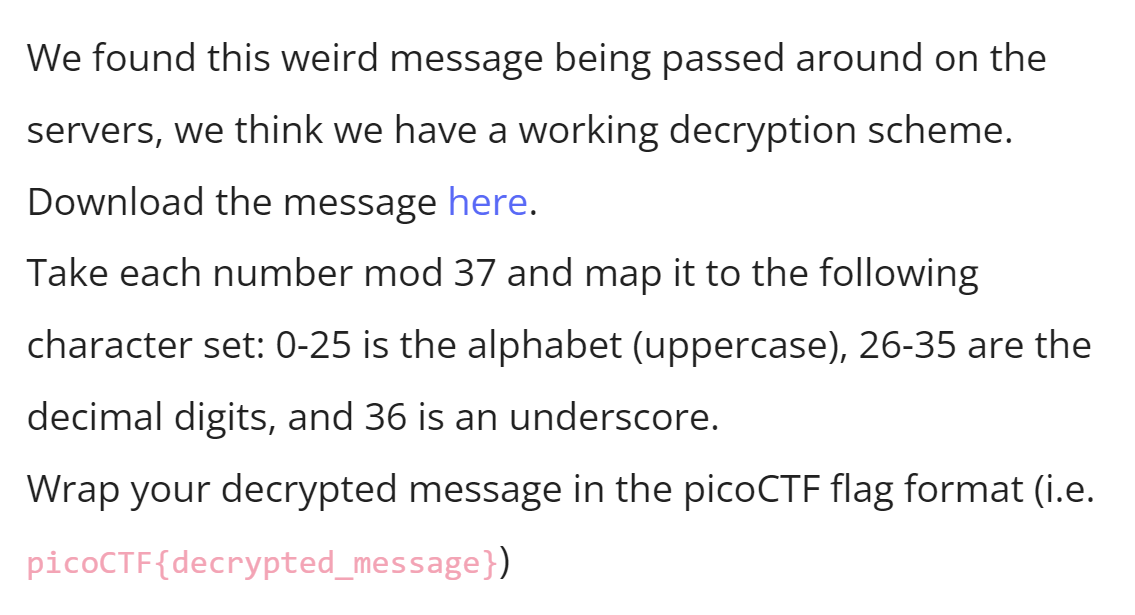 We found this weird message being passed around on the
servers, we think we have a working decryption scheme.
Download the message here.
Take each number mod 37 and map it to the following
character set: 0-25 is the alphabet (uppercase), 26-35 are the
decimal digits, and 36 is an underscore.
Wrap your decrypted message in the picoCTF flag format (i.e.
picoCTF{decrypted_message})